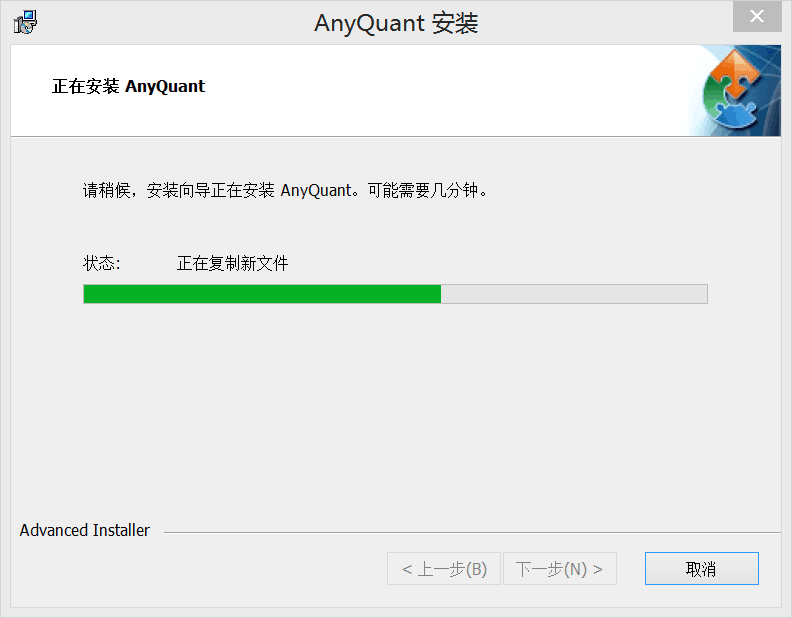 AnyQuant 安装
正在安装 AnyQuant
请稍候，安装向导正在安装 AnyQuant。可能需要几分钟。
状态: 正在复制新文件
Advanced Installer
< 上一步(B) 下一步(N) > 取消